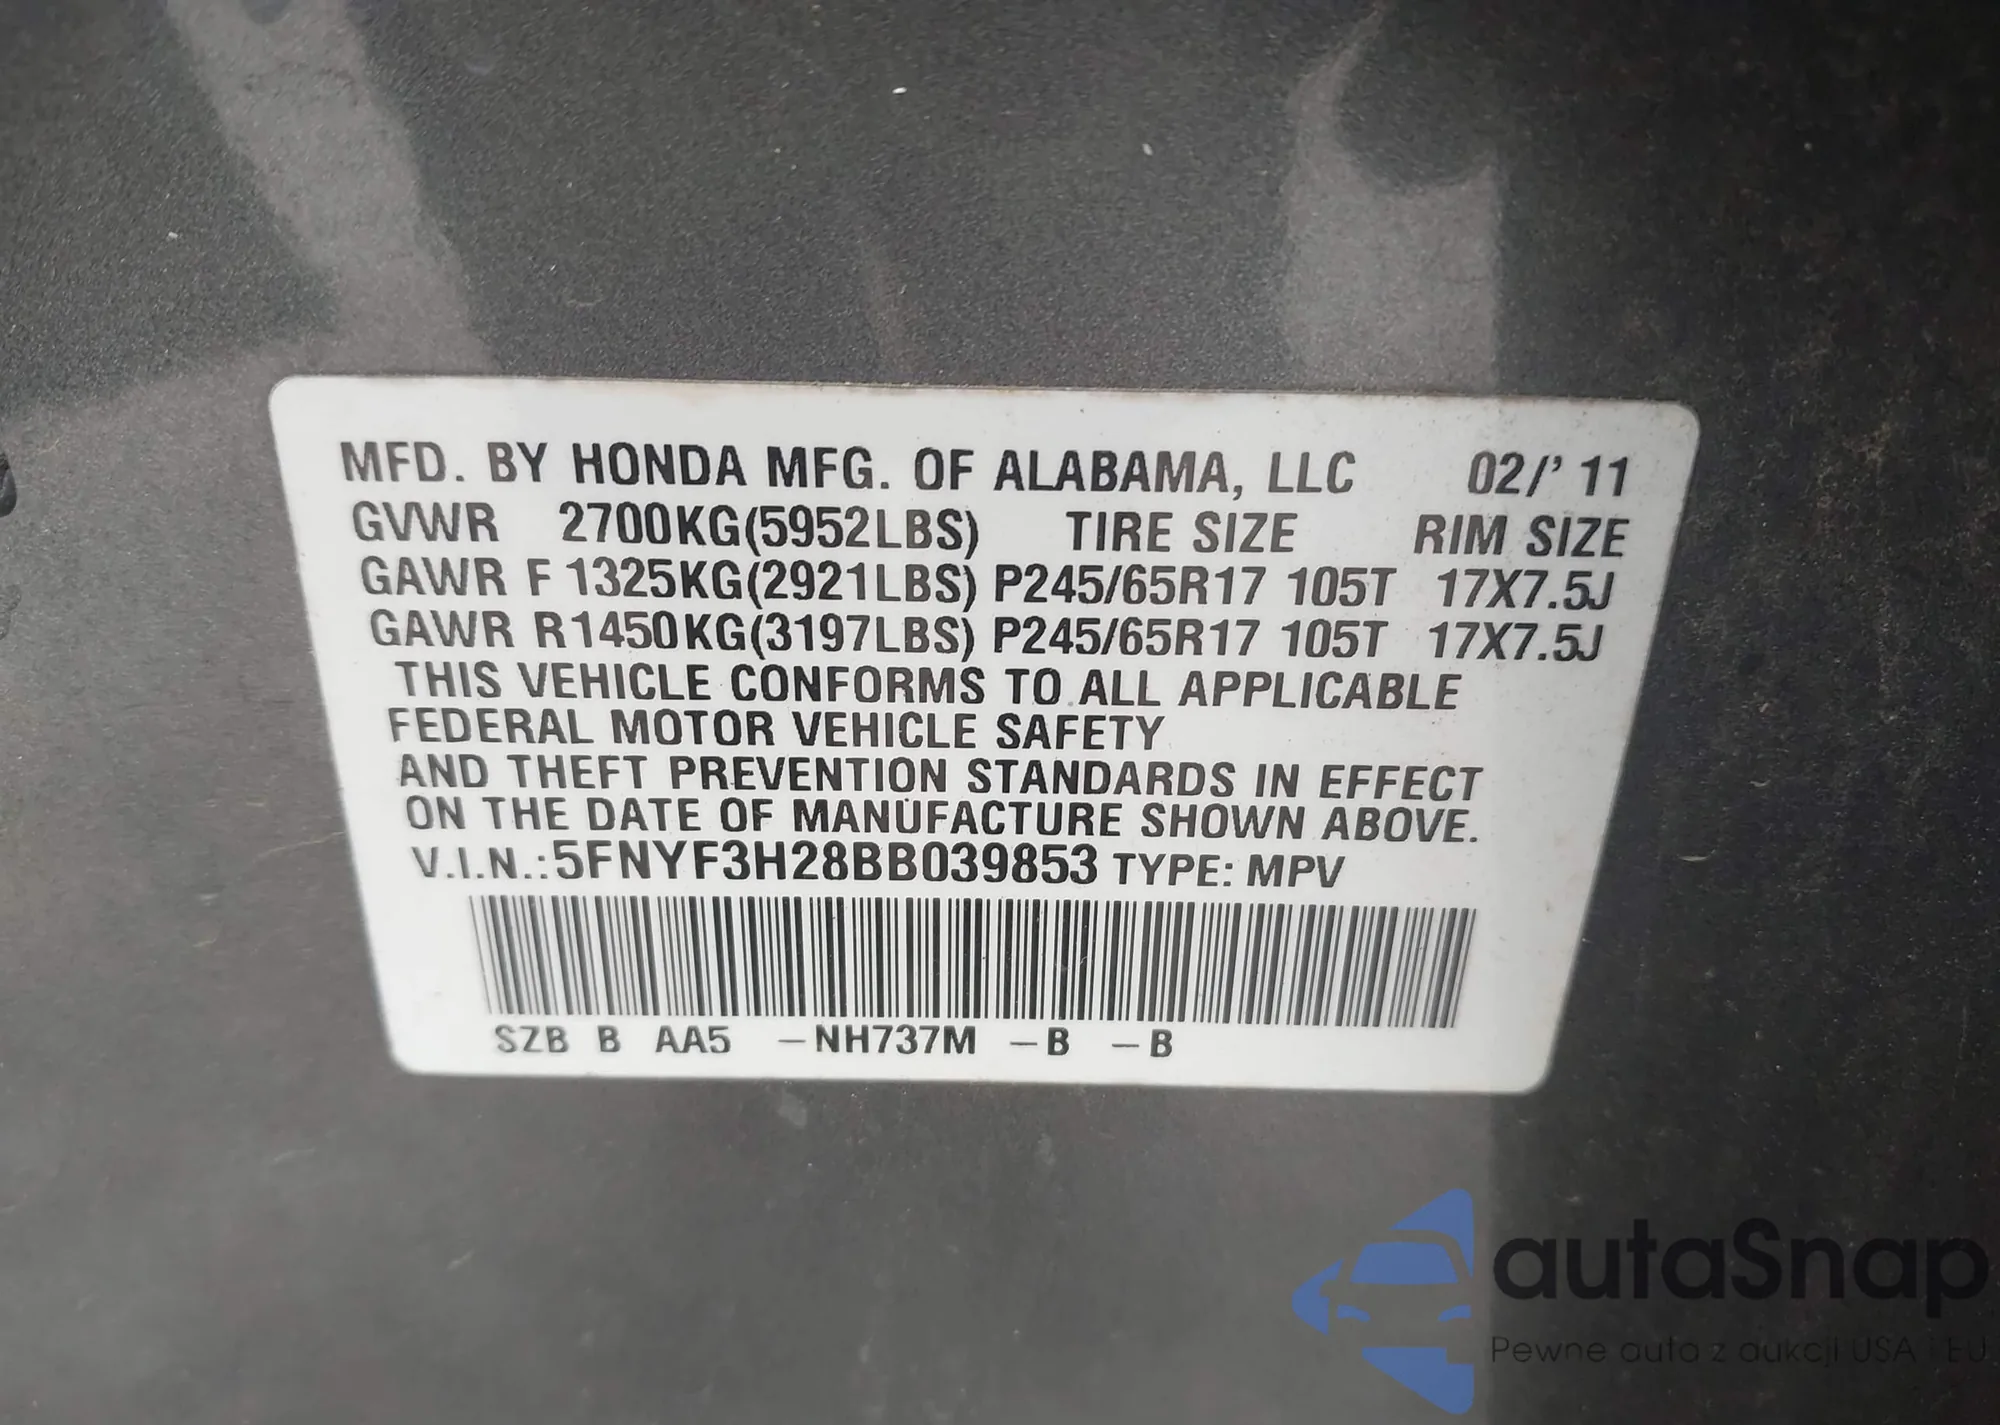 MFD. BY HONDA MFG. OF ALABAMA, LLC 02/'11
GVWR 2700KG(5952LBS) TIRE SIZE RIM SIZE
GAWR F 1325KG(2921LBS) P245/65R17 105T 17X7.5J
GAWR R1450KG(3197LBS) P245/65R17 105T 17X7.5J
THIS VEHICLE CONFORMS TO ALL APPLICABLE
FEDERAL MOTOR VEHICLE SAFETY
AND THEFT PREVENTION STANDARDS IN EFFECT
ON THE DATE OF MANUFACTURE SHOWN ABOVE.
V.I.N.:5FNYF3H28BB039853 TYPE: MPV
SZB B AA5 -NH737M -B -B
autaSnap
Pewne auta z aukcji USA i EU